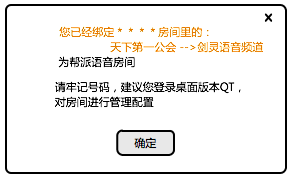 您已经绑定＊＊＊＊房间里的：
天下第一公会 -->剑灵语音频道
为帮派语音房间
请牢记号码，建议您登录桌面版本QT，
对房间进行管理配置
确定